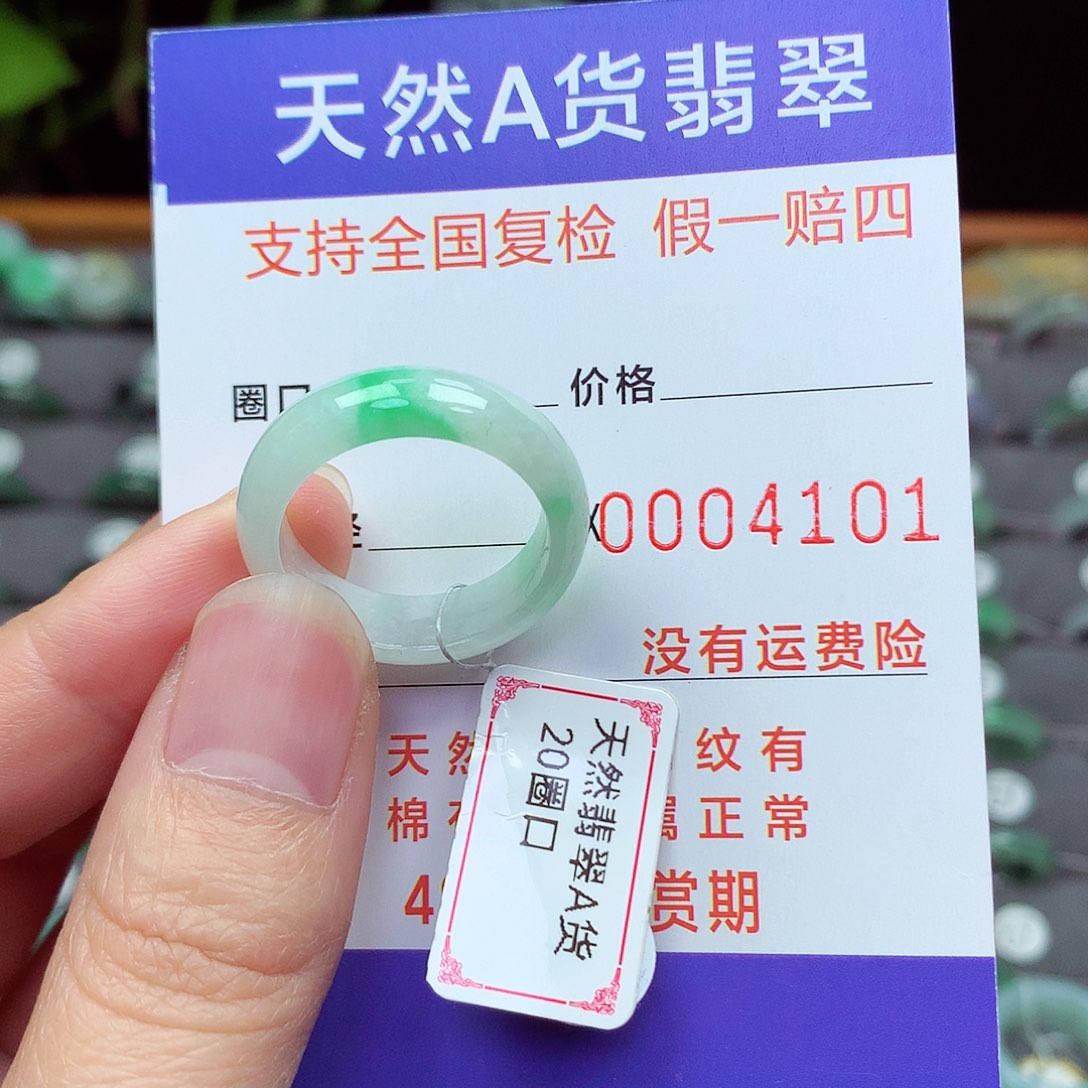 天然A货翡翠
支持全国复检 假一赔四
圈口 价格
0004101
没有运费险
天然 纹有
棉 属正常
4 赏期
天然翡翠A货
20圈口